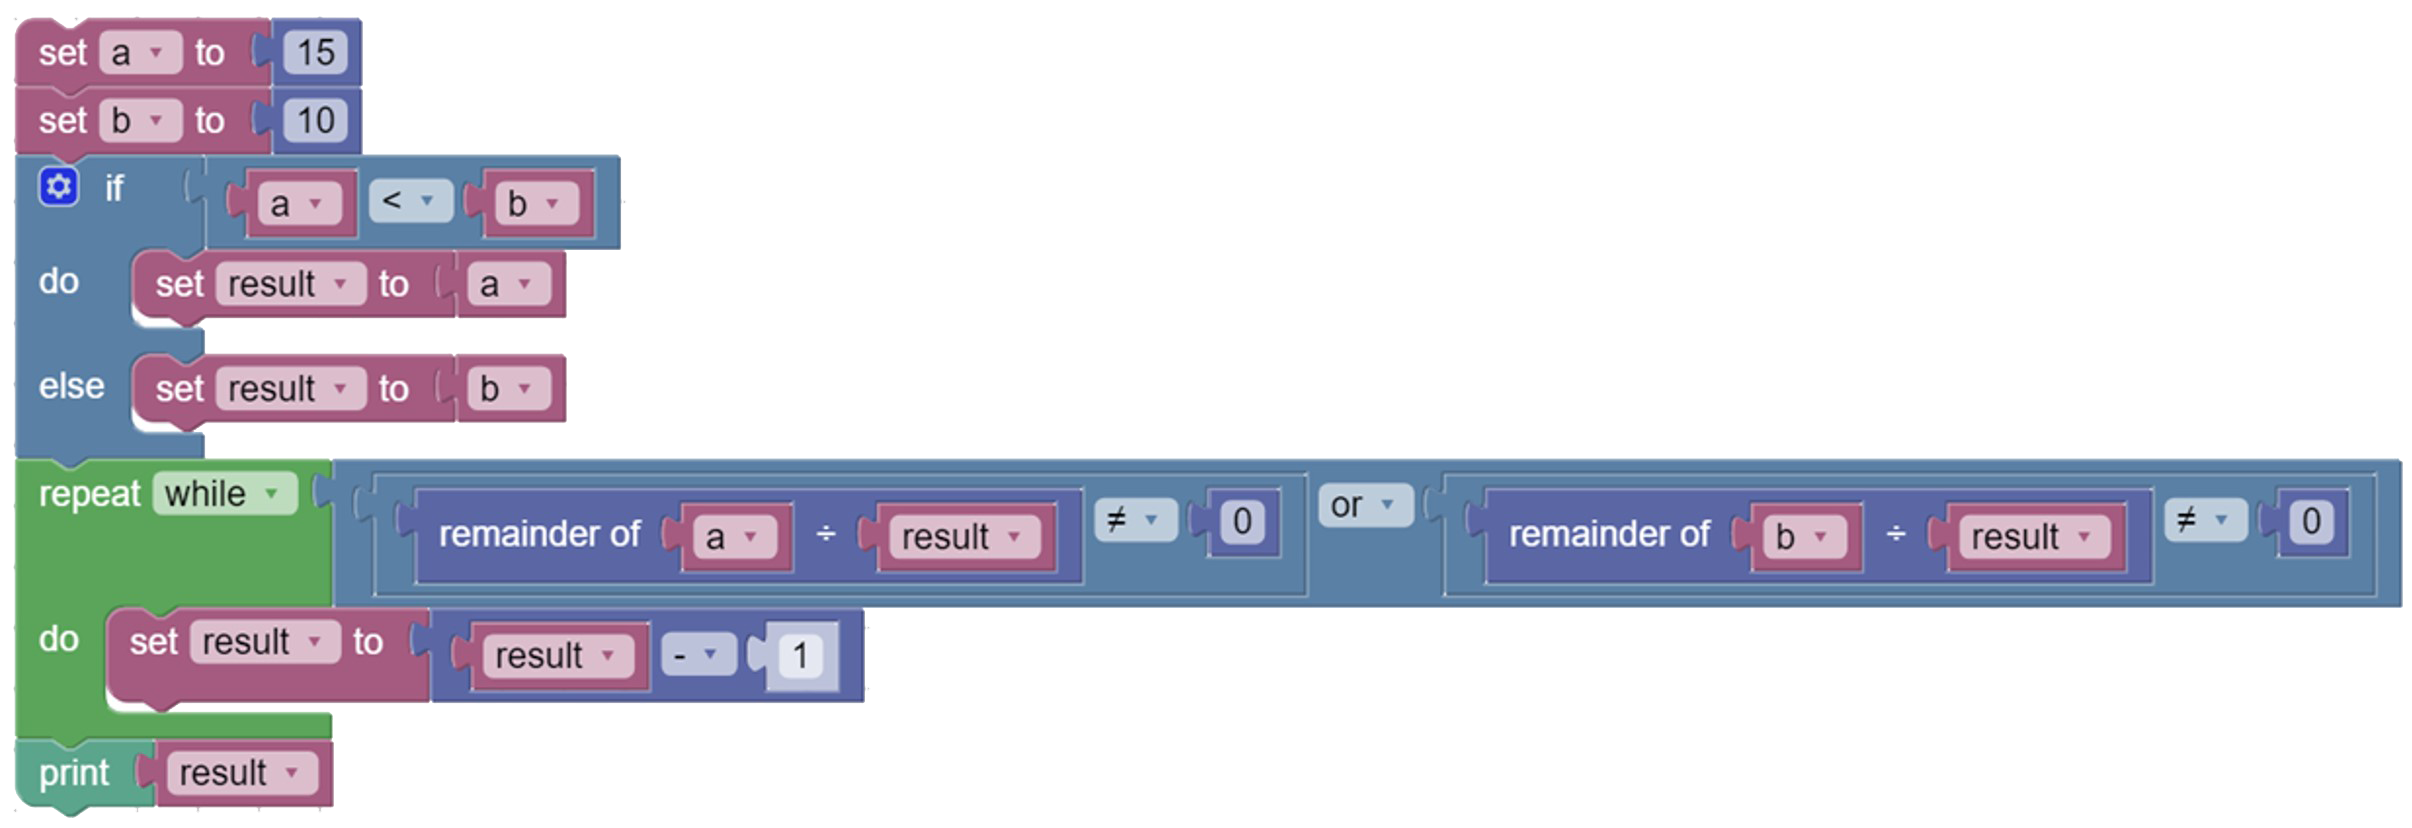 set a to 15
set b to 10
if a < b
do set result to a
else set result to b
repeat while remainder of a ÷ result ≠ 0 or remainder of b ÷ result ≠ 0
do set result to result - 1
print result